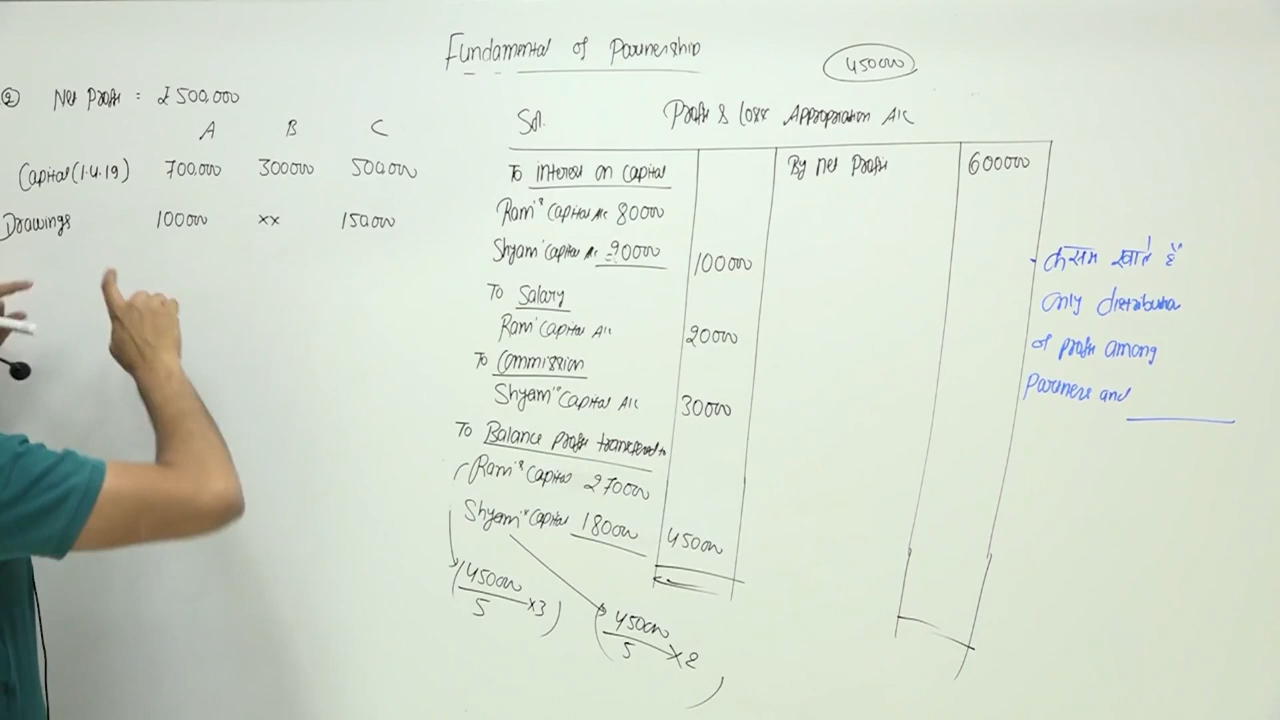 Fundamental of Partnership
450000
② Net Profit = ₹ 500,000
A B C
Capital (1.4.19) 700,000 300000 500000
Drawings 100000 xx 150000
Sol. Profit & Loss Appropriation A/C
To interest on capital
By Net Profit 600000
Ram's Capital A/c 80000
Shyam's Capital A/c 20000 100000
To Salary
Ram's Capital A/c 20000
To Commission
Shyam's Capital A/c 30000
To Balance profit transferred to
Ram's Capital 270000
Shyam's Capital 180000 450000
(450000/5 ×3)
(450000/5 ×2)
only distribution
of profit among
Partners and